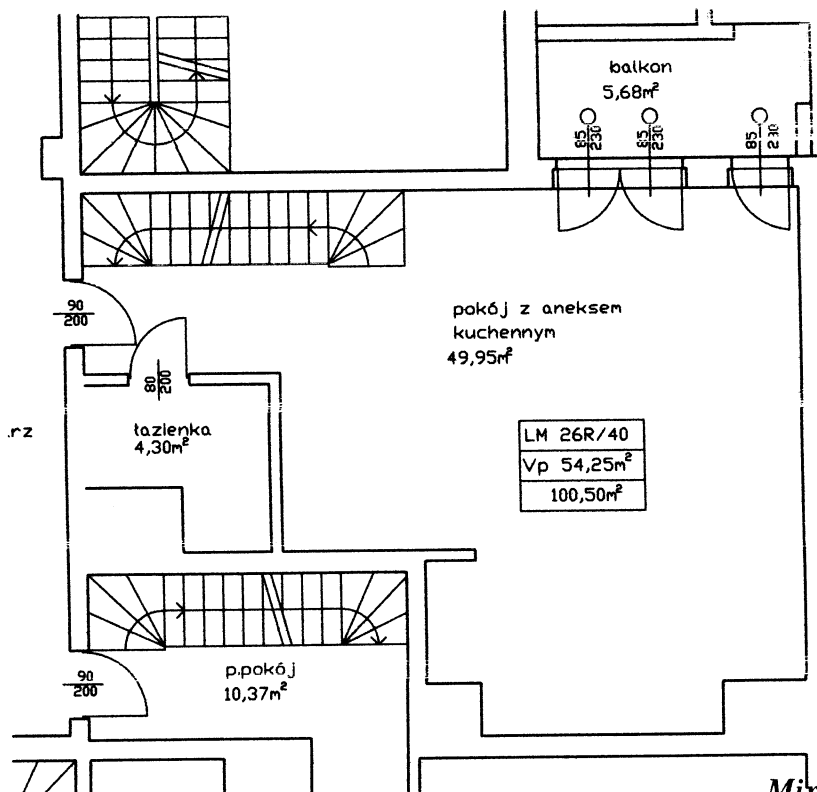 balkon
5,68m²
85
230
85
230
85
230
90
200
pokój z aneksem
kuchennym
49,95m²
80
200
rz
łazienka
4,30m²
LM 26R/40
Vp 54,25m²
100,50m²
p.pokój
10,37m²
90
200